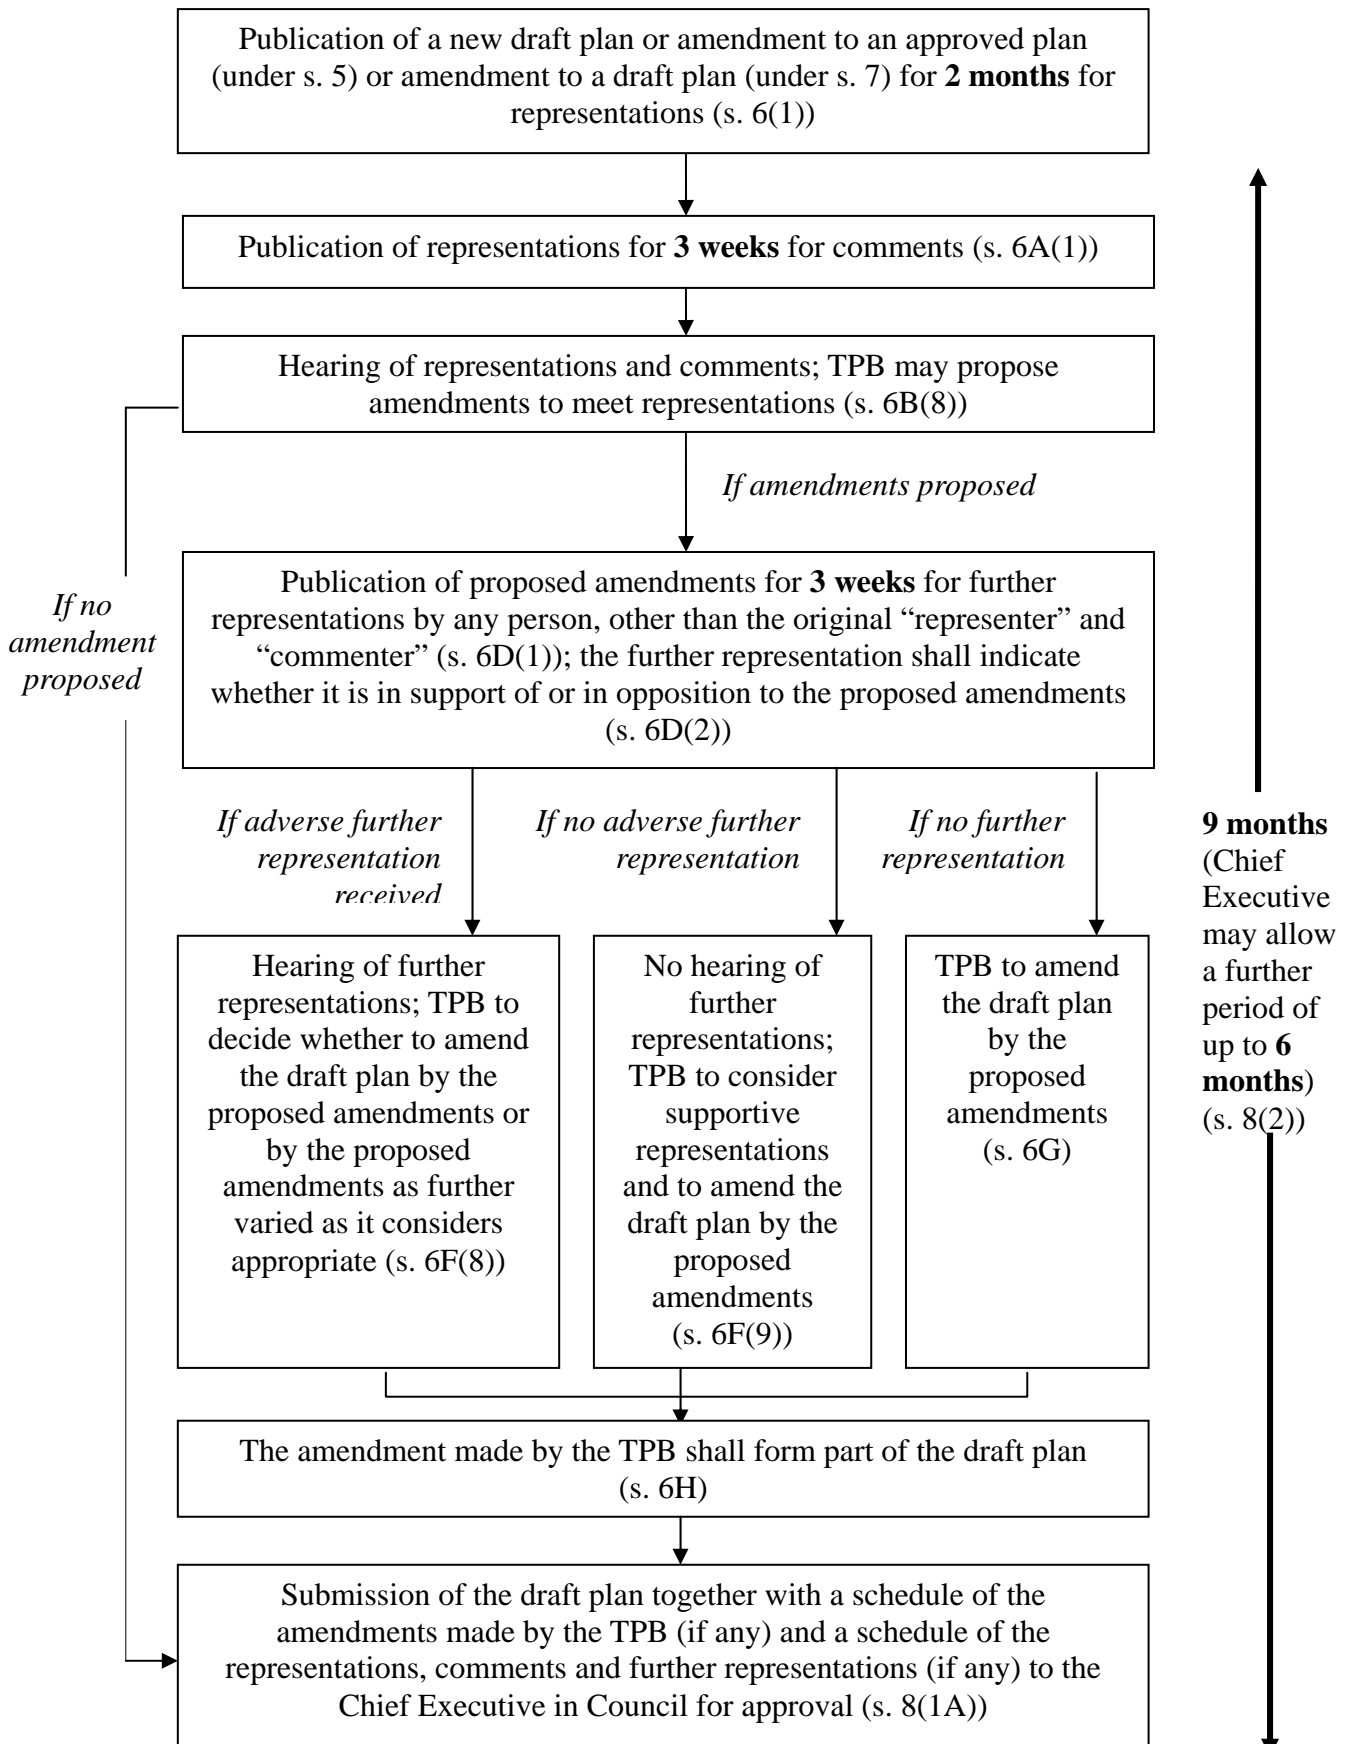 Publication of a new draft plan or amendment to an approved plan
(under s. 5) or amendment to a draft plan (under s. 7) for 2 months for
representations (s. 6(1))
Publication of representations for 3 weeks for comments (s. 6A(1))
Hearing of representations and comments; TPB may propose
amendments to meet representations (s. 6B(8))
If amendments proposed
If no
amendment
proposed
Publication of proposed amendments for 3 weeks for further
representations by any person, other than the original “representer” and
“commenter” (s. 6D(1)); the further representation shall indicate
whether it is in support of or in opposition to the proposed amendments
(s. 6D(2))
If adverse further
representation
received
If no adverse further
representation
If no further
representation
9 months
(Chief
Executive
may allow
a further
period of
up to 6
months)
(s. 8(2))
Hearing of further
representations; TPB to
decide whether to amend
the draft plan by the
proposed amendments or
by the proposed
amendments as further
varied as it considers
appropriate (s. 6F(8))
No hearing of
further
representations;
TPB to consider
supportive
representations
and to amend the
draft plan by the
proposed
amendments
(s. 6F(9))
TPB to amend
the draft plan
by the
proposed
amendments
(s. 6G)
The amendment made by the TPB shall form part of the draft plan
(s. 6H)
Submission of the draft plan together with a schedule of the
amendments made by the TPB (if any) and a schedule of the
representations, comments and further representations (if any) to the
Chief Executive in Council for approval (s. 8(1A))